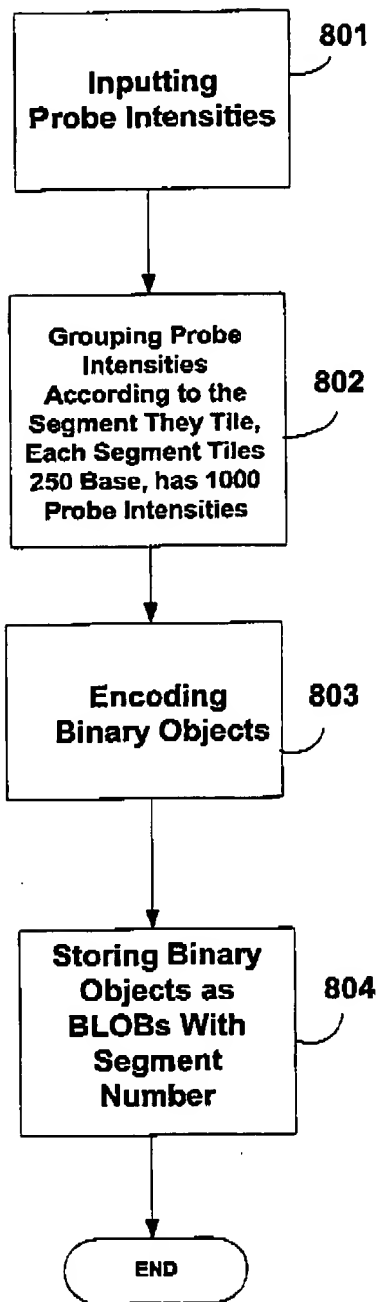 801
Inputting
Probe Intensities
Grouping Probe
Intensities
According to the
Segment They Tile,
Each Segment Tiles
250 Base, has 1000
Probe Intensities
802
Encoding
Binary Objects
803
Storing Binary
Objects as
BLOBs With
Segment
Number
804
END